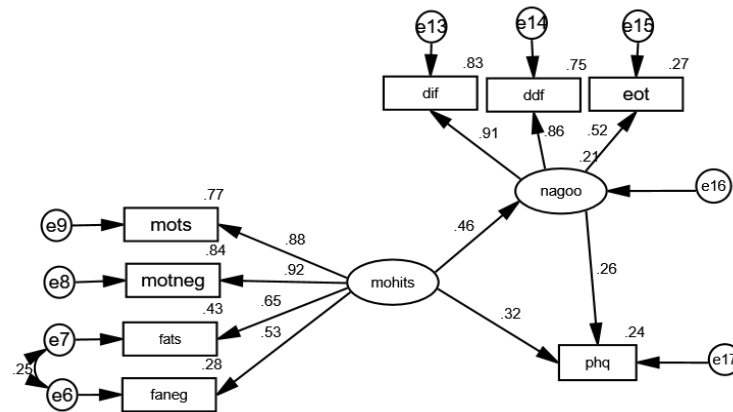 e13
e14
e15
.83
.75
.27
dif
ddf
eot
.91
.86
.52
.21
nagoo
e16
.77
e9
mots
.88
.46
.84
e8
motneg
.92
mohits
.26
.65
.43
.32
e7
fats
.53
.24
.28
.25
phq
e17
e6
faneg